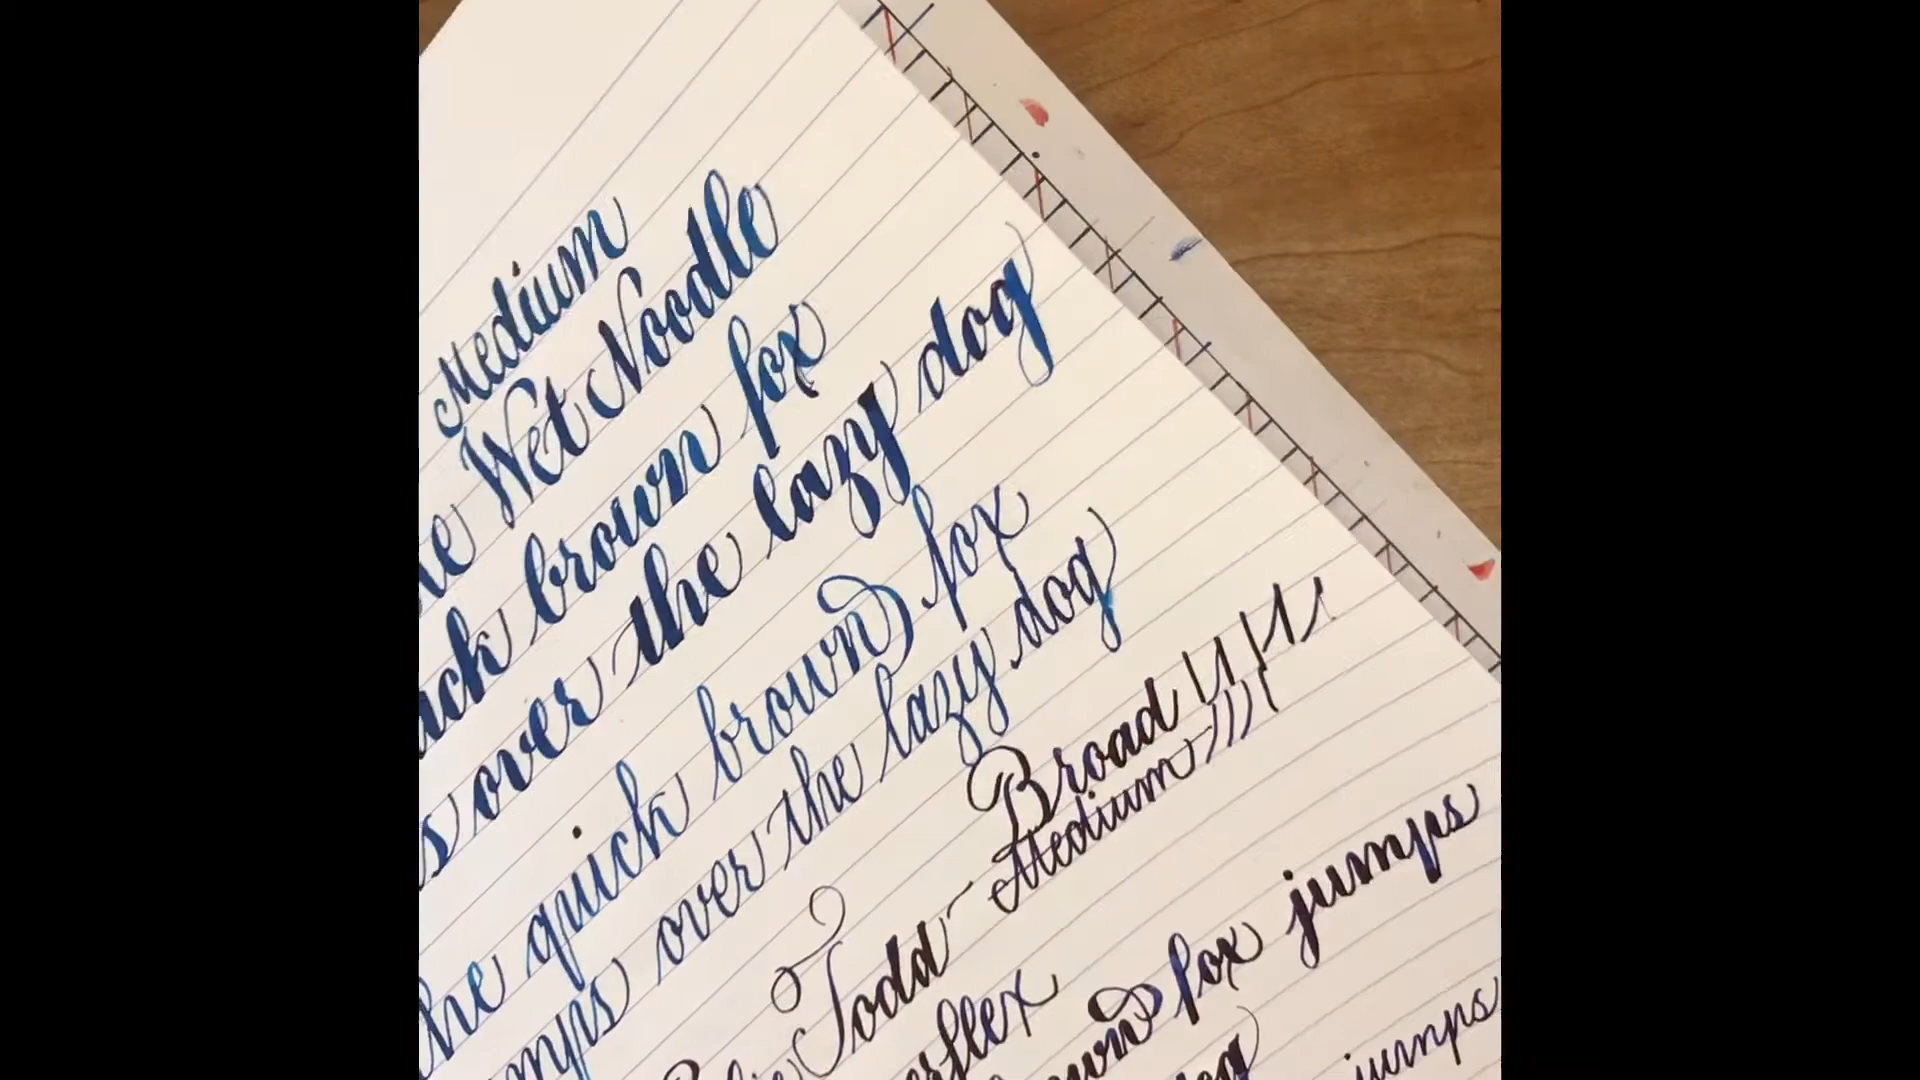 Medium
Wet Noodle
brown fox
s over the lazy dog
the quick brown fox
over the lazy dog
Broad
Medium
Todd -
fox jumps
jumps